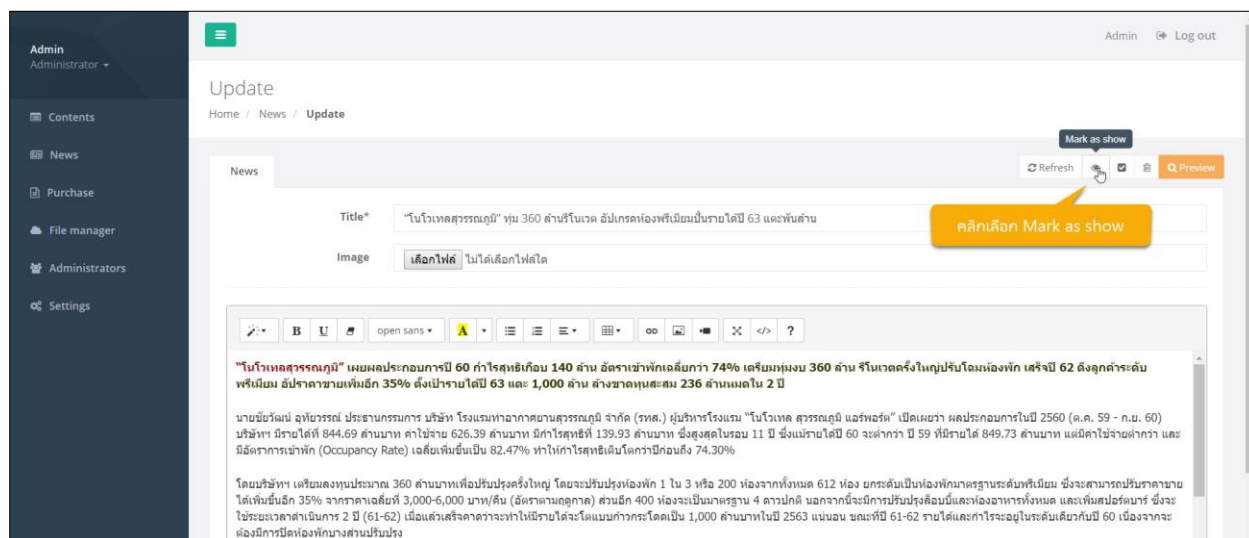 Admin
Administrator
Admin Log out
Update
Home / News / Update
Contents
News
Purchase
File manager
Administrators
Settings
Mark as show
News
Refresh
Preview
คลิกเลือก Mark as show
Title* "โนโวเทลสุวรรณภูมิ" ทุ่ม 360 ล้านรีโนเวต อัปเกรดห้องพรีเมียมปั้นรายได้ปี 63 แตะพันล้าน
Image เลือกไฟล์ ไม่ได้เลือกไฟล์ใด
B U open sans A </> ?
"โนโวเทลสุวรรณภูมิ" เผยผลประกอบการปี 60 กำไรสุทธิเกือบ 140 ล้าน อัตราเข้าพักเฉลี่ยกว่า 74% เตรียมทุ่มงบ 360 ล้าน รีโนเวตครั้งใหญ่ปรับโฉมห้องพัก เสร็จปี 62 ดึงลูกค้าระดับ
พรีเมียม อัปราคาขายเพิ่มอีก 35% ตั้งเป้ารายได้ปี 63 แตะ 1,000 ล้าน ล้างขาดทุนสะสม 236 ล้านหมดใน 2 ปี
นายชัยวัฒน์ อุทัยวรรณ์ ประธานกรรมการ บริษัท โรงแรมท่าอากาศยานสุวรรณภูมิ จำกัด (รทส.) ผู้บริหารโรงแรม "โนโวเทล สุวรรณภูมิ แอร์พอร์ต" เปิดเผยว่า ผลประกอบการในปี 2560 (ต.ค. 59 - ก.ย. 60)
บริษัทฯ มีรายได้ที่ 844.69 ล้านบาท ค่าใช้จ่าย 626.39 ล้านบาท มีกำไรสุทธิที่ 139.93 ล้านบาท ซึ่งสูงสุดในรอบ 11 ปี ซึ่งแม้รายได้ปี 60 จะต่ำกว่า ปี 59 ที่มีรายได้ 849.73 ล้านบาท แต่มีค่าใช้จ่ายต่ำกว่า และ
มีอัตราการเข้าพัก (Occupancy Rate) เฉลี่ยเพิ่มขึ้นเป็น 82.47% ทำให้กำไรสุทธิเติบโตกว่าปีก่อนถึง 74.30%
โดยบริษัทฯ เตรียมลงทุนประมาณ 360 ล้านบาทเพื่อปรับปรุงครั้งใหญ่ โดยจะปรับปรุงห้องพัก 1 ใน 3 หรือ 200 ห้องจากทั้งหมด 612 ห้อง ยกระดับเป็นห้องพักมาตรฐานระดับพรีเมียม ซึ่งจะสามารถปรับราคาขาย
ได้เพิ่มขึ้นอีก 35% จากราคาเฉลี่ยที่ 3,000-6,000 บาท/คืน (อัตราตามฤดูกาล) ส่วนอีก 400 ห้องจะเป็นมาตรฐาน 4 ดาวปกติ นอกจากนี้จะมีการปรับปรุงล็อบบี้และห้องอาหารทั้งหมด และเพิ่มสปอร์ตบาร์ ซึ่งจะ
ใช้ระยะเวลาดำเนินการ 2 ปี (61-62) เมื่อแล้วเสร็จคาดว่าจะทำให้มีรายได้จะโตแบบก้าวกระโดดเป็น 1,000 ล้านบาทในปี 2563 แน่นอน ขณะที่ปี 61-62 รายได้และกำไรจะอยู่ในระดับเดียวกับปี 60 เนื่องจากจะ
ต้องมีการปิดห้องพักบางส่วนปรับปรุง